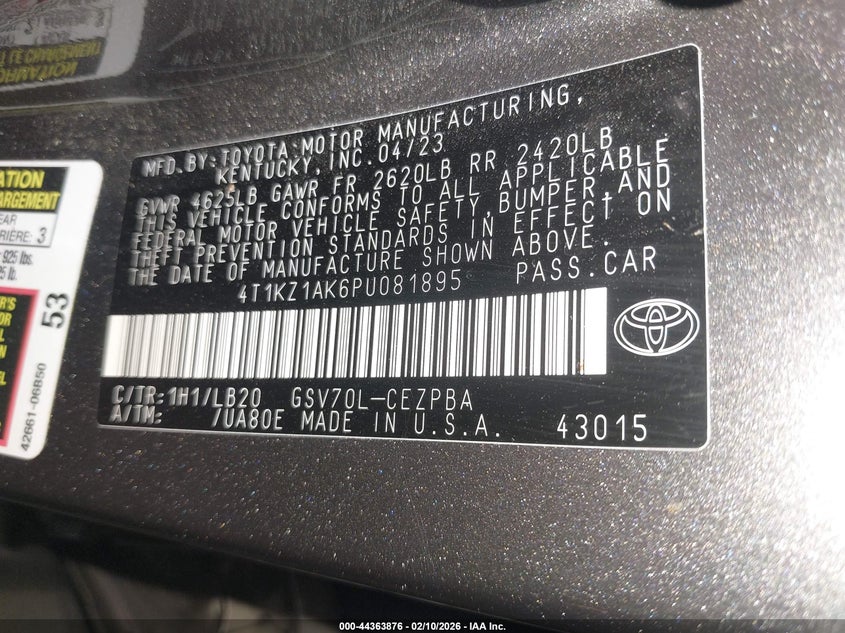 MFD.BY:TOYOTA MOTOR MANUFACTURING,
KENTUCKY, INC. 04/23
GVWR 4625LB GAWR FR 2620LB RR 2420LB
THIS VEHICLE CONFORMS TO ALL APPLICABLE
FEDERAL MOTOR VEHICLE SAFETY, BUMPER, AND
THEFT PREVENTION STANDARDS IN EFFECT ON
THE DATE OF MANUFACTURE SHOWN ABOVE.
4T1KZ1AK6PU081895 PASS.CAR
C/TR: 1H1/LB20 GSV70L-CEZPBA
A/TM: /UA80E MADE IN U.S.A. 43015
53
42661-06B50
000-44363876 - 02/10/2026 - IAA Inc.